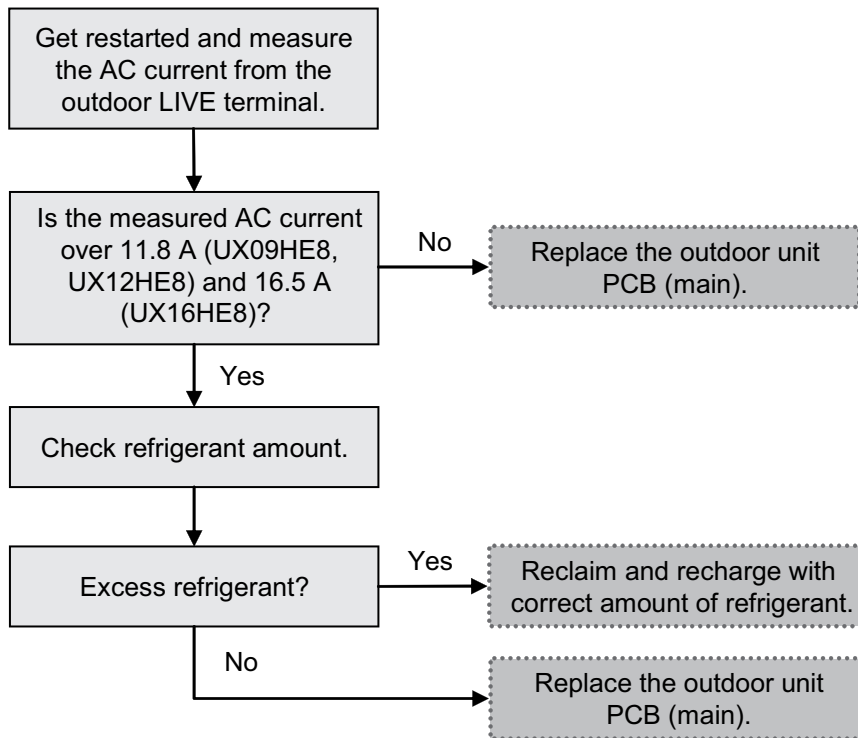 Get restarted and measure
the AC current from the
outdoor LIVE terminal.
Is the measured AC current
over 11.8 A (UX09HE8,
UX12HE8) and 16.5 A
(UX16HE8)?
No
Replace the outdoor unit
PCB (main).
Yes
Check refrigerant amount.
Excess refrigerant?
Yes
Reclaim and recharge with
correct amount of refrigerant.
No
Replace the outdoor unit
PCB (main).